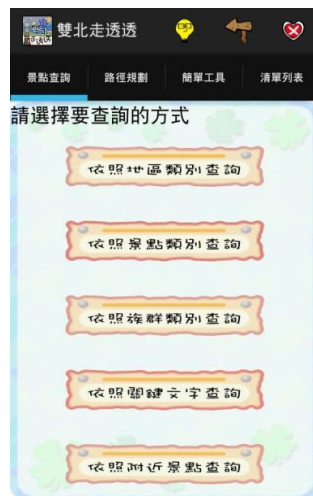 雙北走透透
景點查詢 路徑規劃 簡單工具 清單列表
請選擇要查詢的方式
依照地區類別查詢
依照景點類別查詢
依照族群類別查詢
依照關鍵文字查詢
依照附近景點查詢